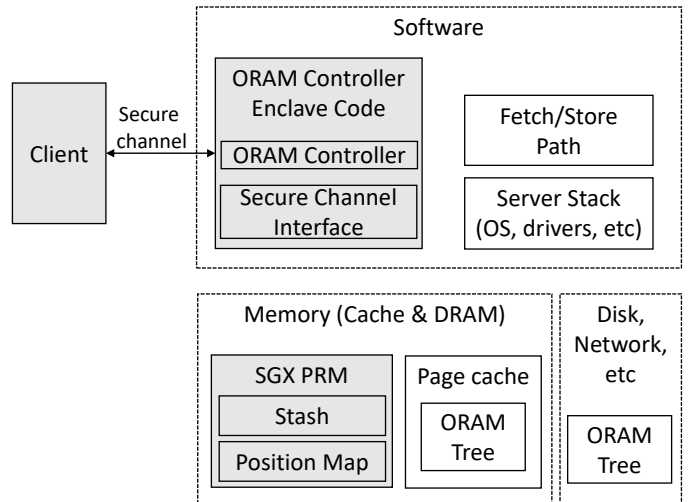 Software
ORAM Controller
Enclave Code
ORAM Controller
Secure Channel
Interface
Client
Secure
channel
Fetch/Store
Path
Server Stack
(OS, drivers, etc)
Memory (Cache & DRAM)
SGX PRM
Stash
Position Map
Page cache
ORAM
Tree
Disk,
Network,
etc
ORAM
Tree